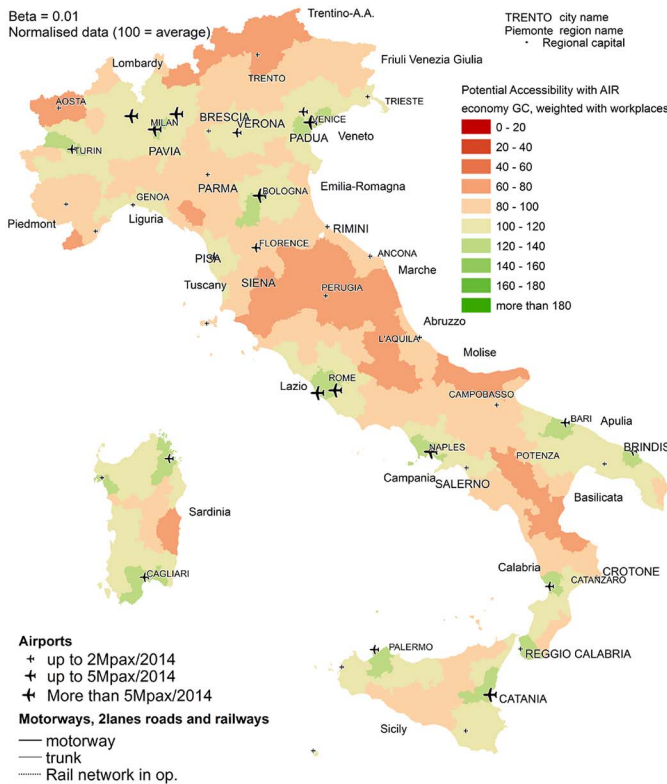 Beta = 0.01
Normalised data (100 = average)
Trentino-A.A.
TRENTO city name
Piemonte region name
Regional capital
Lombardy
Friuli Venezia Giulia
TRENTO
Potential Accessibility with AIR
economy GC, weighted with workplaces
0 - 20
20 - 40
40 - 60
60 - 80
80 - 100
100 - 120
120 - 140
140 - 160
160 - 180
more than 180
AOSTA
TRIESTE
MILAN
BRESCIA
VERONA
VENICE
PADUA
Veneto
TURIN
PAVIA
PARMA
BOLOGNA
Emilia-Romagna
GENOA
Piedmont
Liguria
RIMINI
FLORENCE
ANCONA
PISA
Marche
Tuscany
SIENA
PERUGIA
Abruzzo
L'AQUILA
Molise
Lazio
ROME
CAMPOBASSO
BARI
Apulia
NAPLES
BRINDIS
POTENZA
Campania
SALERNO
Basilicata
Sardinia
Calabria
CROTONE
CAGLIARI
CATANZARO
Airports
up to 2Mpax/2014
up to 5Mpax/2014
More than 5Mpax/2014
PALERMO
REGGIO CALABRIA
CATANIA
Sicily
Motorways, 2lanes roads and railways
motorway
trunk
Rail network in op.